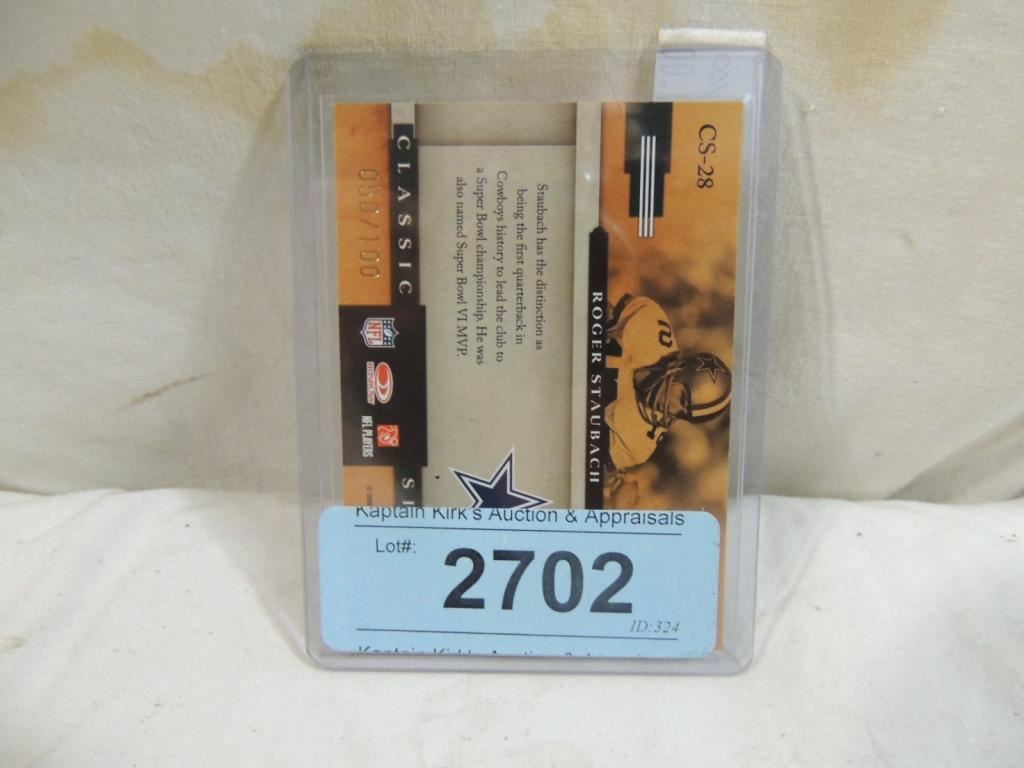 CS-28
ROGER STAUBACH
Staubach has the distinction as
being the first quarterback in
Cowboys history to lead the club to
a Super Bowl championship. He was
also named Super Bowl VI MVP.
CLASSIC
/100
NFL
DONRUSS
NFL PLAYERS
Kaptain Kirk's Auction & Appraisals
Lot#:
2702
ID:324